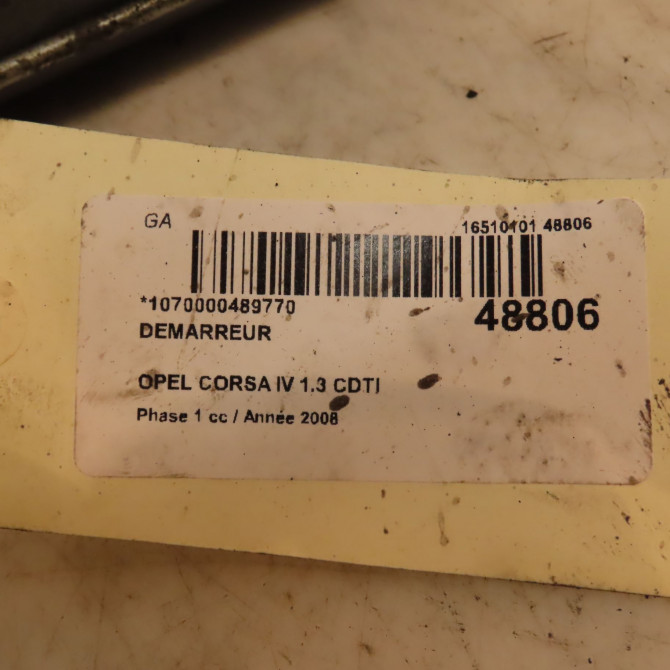 GA
16510101 48806
*1070000489770
48806
DEMARREUR
OPEL CORSA IV 1.3 CDTI
Phase 1 cc / Année 2008